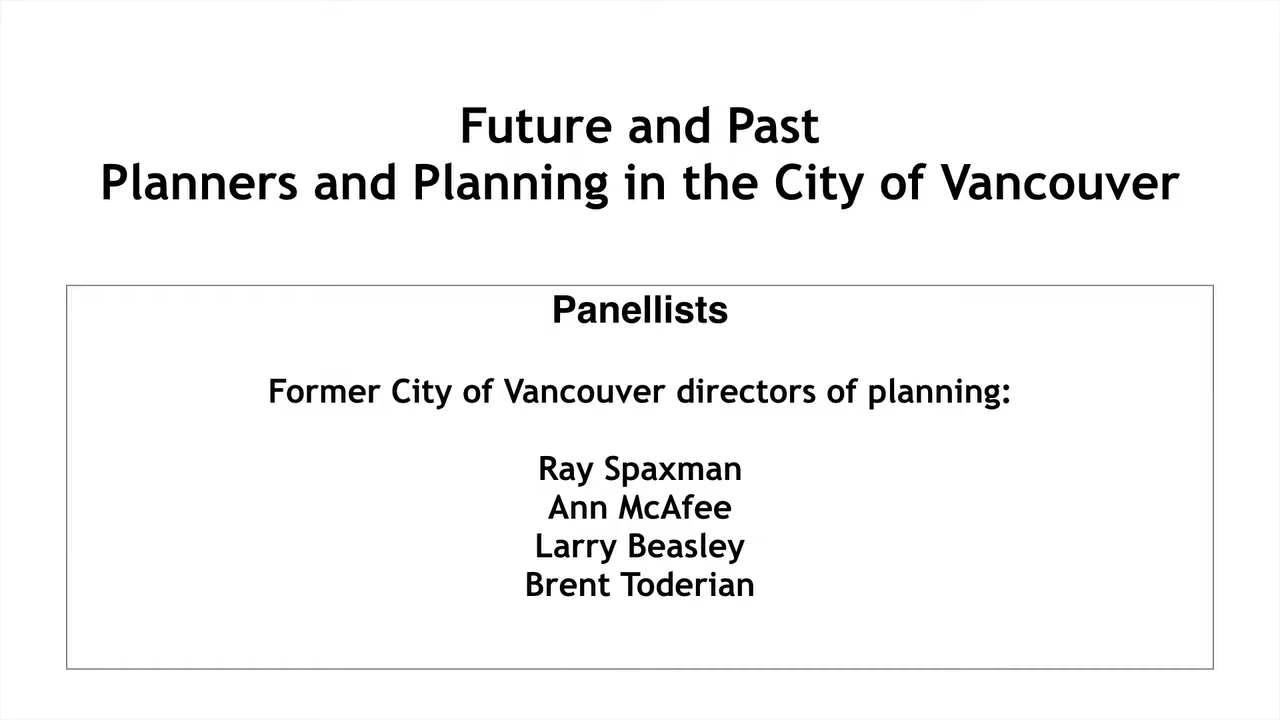 Future and Past
Planners and Planning in the City of Vancouver
Panellists
Former City of Vancouver directors of planning:
Ray Spaxman
Ann McAfee
Larry Beasley
Brent Toderian